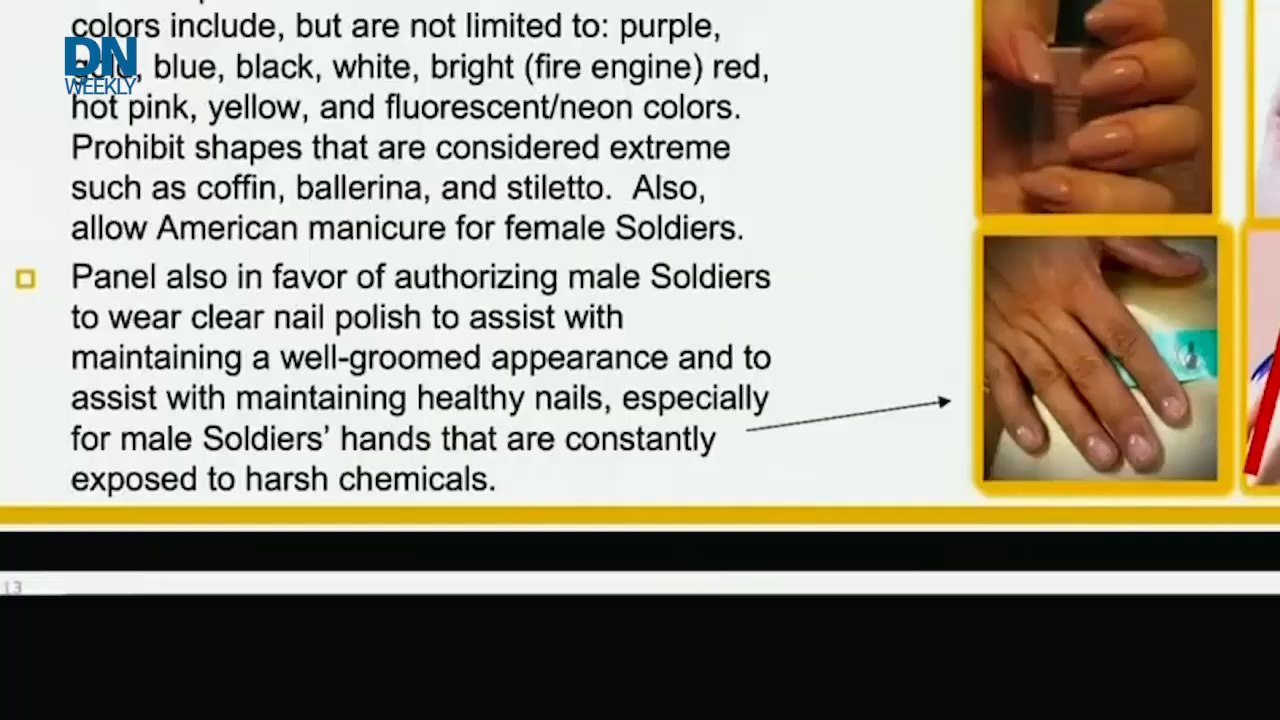 colors include, but are not limited to: purple,
DN
WEEKLY
gold, blue, black, white, bright (fire engine) red,
hot pink, yellow, and fluorescent/neon colors.
Prohibit shapes that are considered extreme
such as coffin, ballerina, and stiletto. Also,
allow American manicure for female Soldiers.
Panel also in favor of authorizing male Soldiers
to wear clear nail polish to assist with
maintaining a well-groomed appearance and to
assist with maintaining healthy nails, especially
for male Soldiers' hands that are constantly
exposed to harsh chemicals.
13